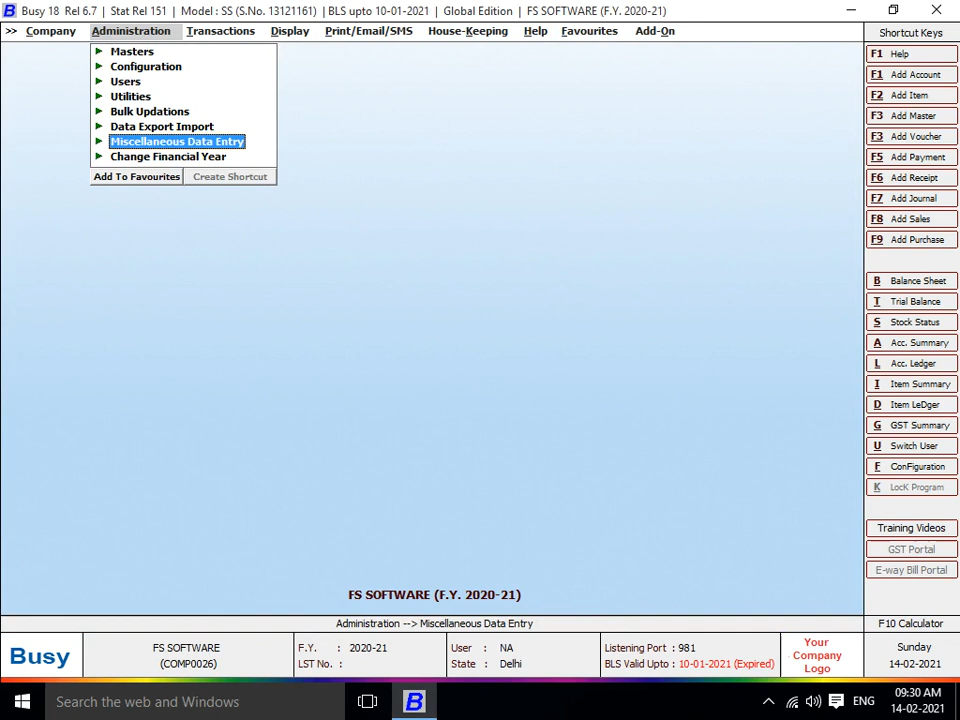 Busy 18 Rel 6.7 | Stat Rel 151 | Model : SS (S.No. 13121161) | BLS upto 10-01-2021 | Global Edition | FS SOFTWARE (F.Y. 2020-21)
>> Company Administration Transactions Display Print/Email/SMS House-Keeping Help Favourites Add-On
Masters
Configuration
Users
Utilities
Bulk Updations
Data Export Import
Miscellaneous Data Entry
Change Financial Year
Add To Favourites Create Shortcut
Shortcut Keys
F1 Help
F1 Add Account
F2 Add Item
F3 Add Master
F3 Add Voucher
F5 Add Payment
F6 Add Receipt
F7 Add Journal
F8 Add Sales
F9 Add Purchase
B Balance Sheet
T Trial Balance
S Stock Status
A Acc. Summary
L Acc. Ledger
I Item Summary
D Item LeDger
G GST Summary
U Switch User
F ConFiguration
K LocK Program
Training Videos
GST Portal
E-way Bill Portal
FS SOFTWARE (F.Y. 2020-21)
Administration --> Miscellaneous Data Entry
F10 Calculator
Busy
FS SOFTWARE
(COMP0026)
F.Y. : 2020-21
LST No. :
User : NA
State : Delhi
Listening Port : 981
BLS Valid Upto : 10-01-2021 (Expired)
Your
Company
Logo
Sunday
14-02-2021
Search the web and Windows
B
ENG
09:30 AM
14-02-2021